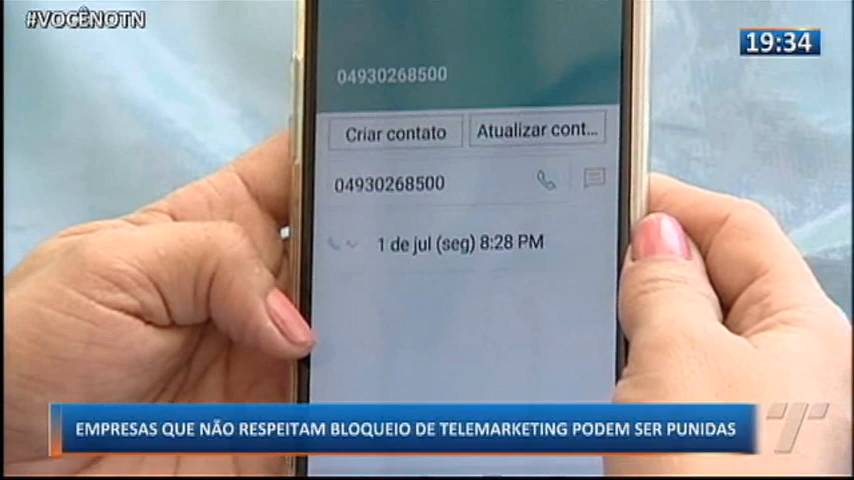 #VOCÊNOTN
19:34
04930268500
Criar contato
Atualizar cont...
04930268500
1 de jul (seg) 8:28 PM
EMPRESAS QUE NÃO RESPEITAM BLOQUEIO DE TELEMARKETING PODEM SER PUNIDAS